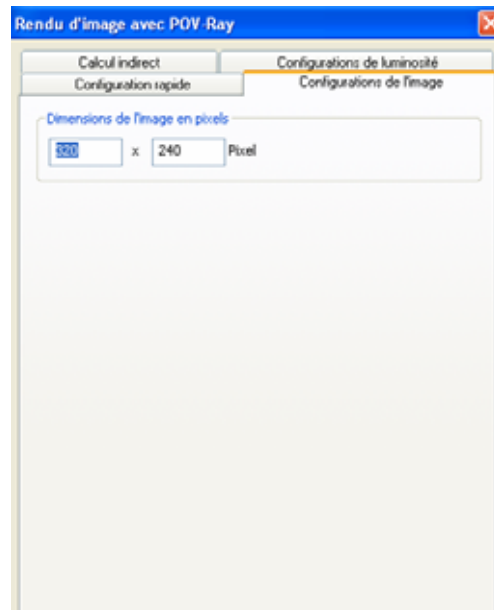 Rendu d'image avec POV-Ray
Calcul indirect
Configurations de luminosité
Configuration rapide
Configurations de l'image
Dimensions de l'image en pixels
320 x 240 Pixel